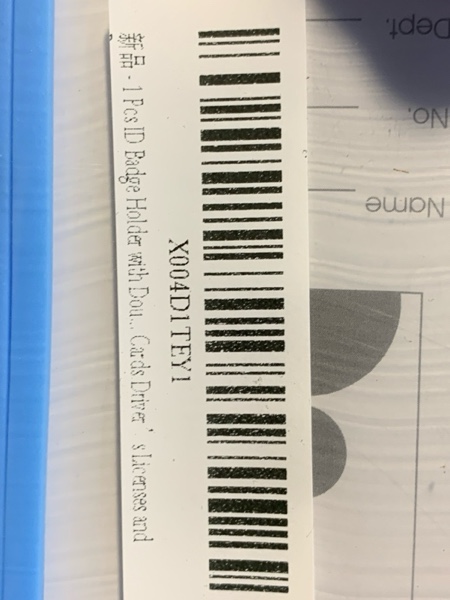 X004D1TEY1
新品 - 1 Pcs ID Badge Holder with Dou... Cards Driver's Licenses and
Name
No.
Dept.